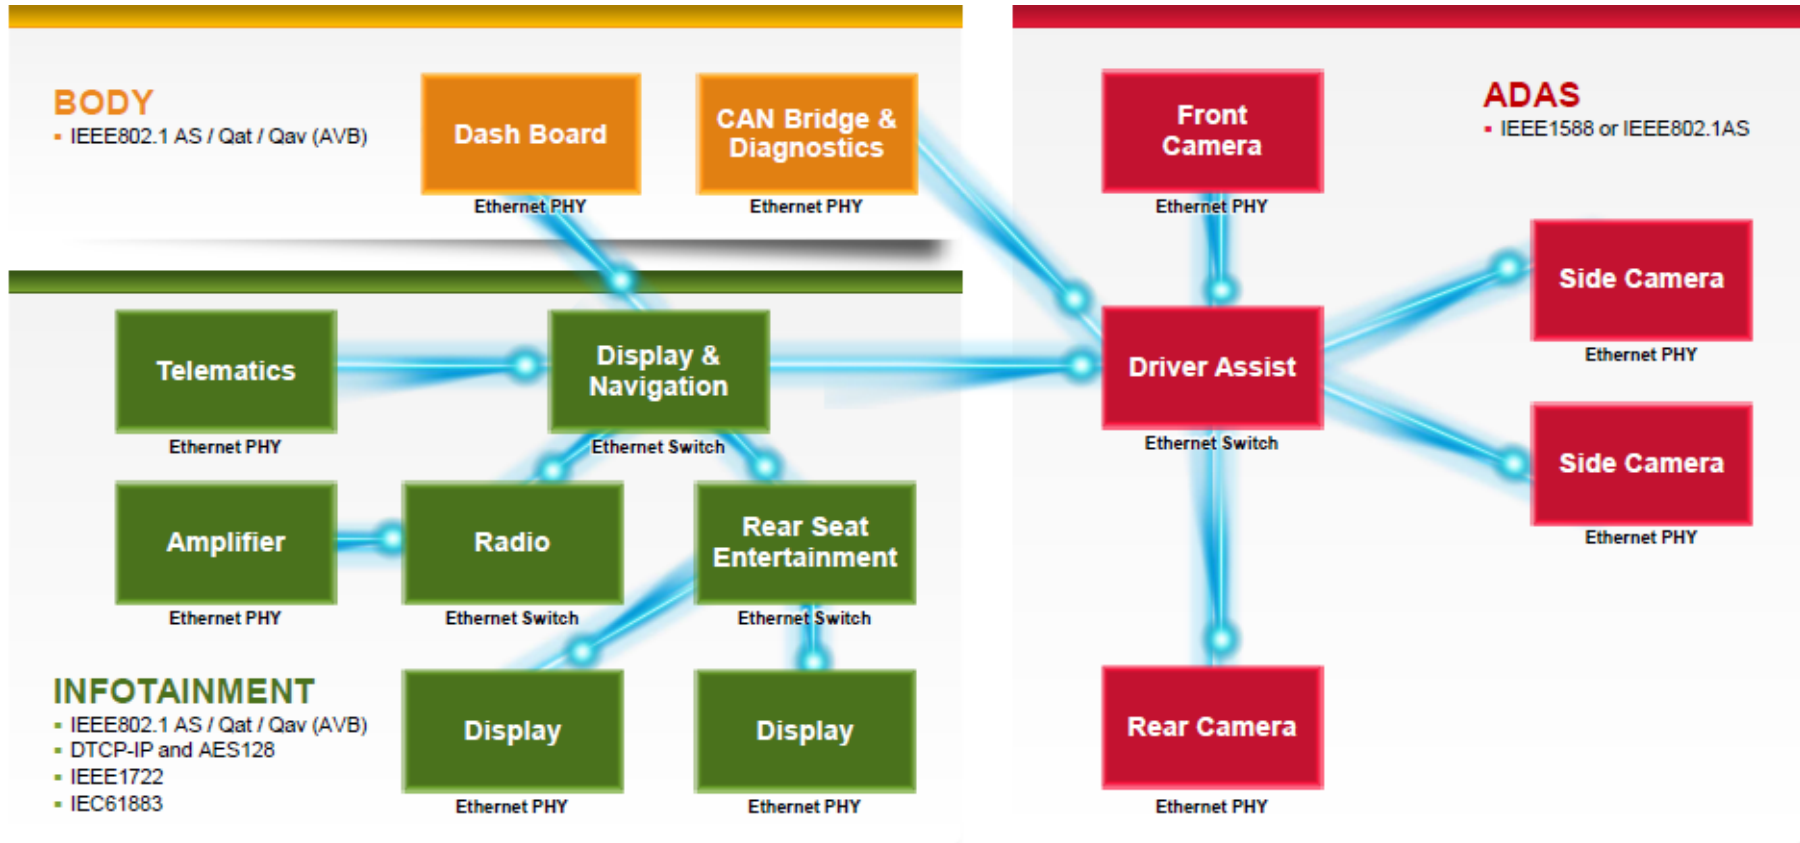 BODY
▪ IEEE802.1 AS / Qat / Qav (AVB)
Dash Board
Ethernet PHY
CAN Bridge &
Diagnostics
Ethernet PHY
INFOTAINMENT
▪ IEEE802.1 AS / Qat / Qav (AVB)
▪ DTCP-IP and AES128
▪ IEEE1722
▪ IEC61883
Telematics
Ethernet PHY
Display &
Navigation
Ethernet Switch
Amplifier
Ethernet PHY
Radio
Ethernet Switch
Rear Seat
Entertainment
Ethernet Switch
Display
Ethernet PHY
Display
Ethernet PHY
ADAS
▪ IEEE1588 or IEEE802.1AS
Front
Camera
Ethernet PHY
Side Camera
Ethernet PHY
Driver Assist
Ethernet Switch
Side Camera
Ethernet PHY
Rear Camera
Ethernet PHY